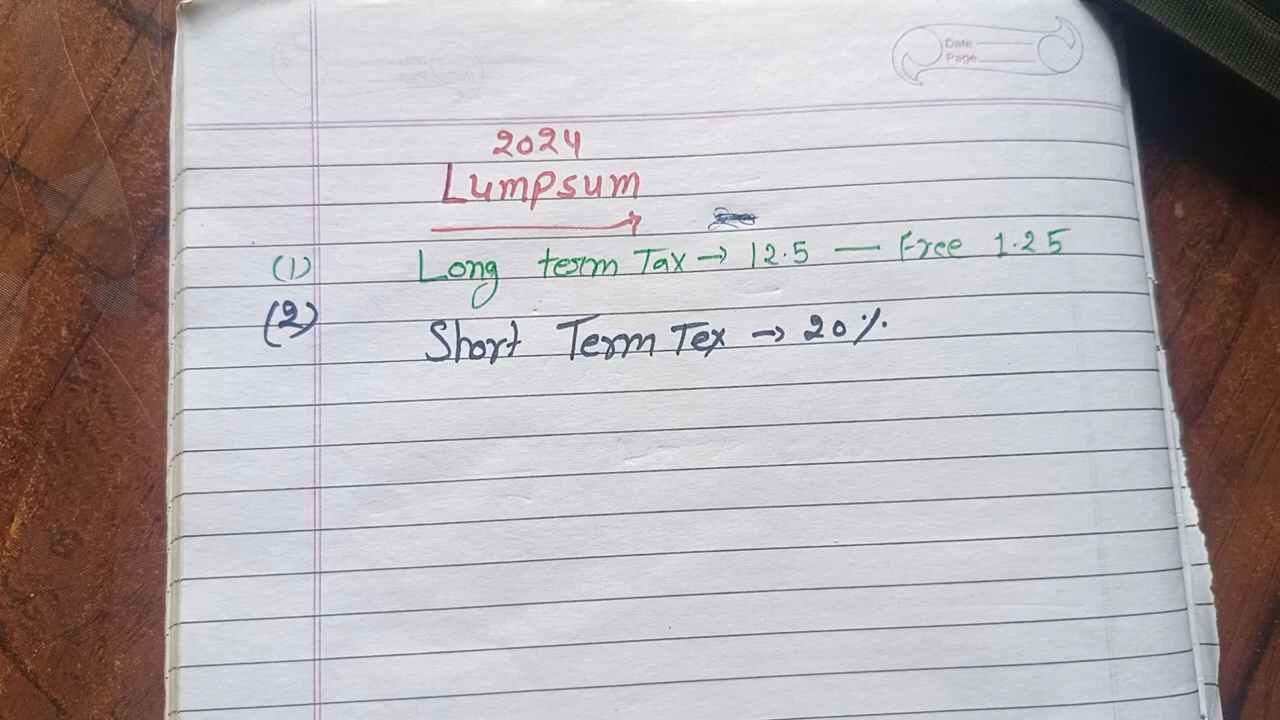 Date
Page
2024
Lumpsum
(1) Long term Tax → 12.5 — Free 1.25
(2) Short Term Tex → 20%